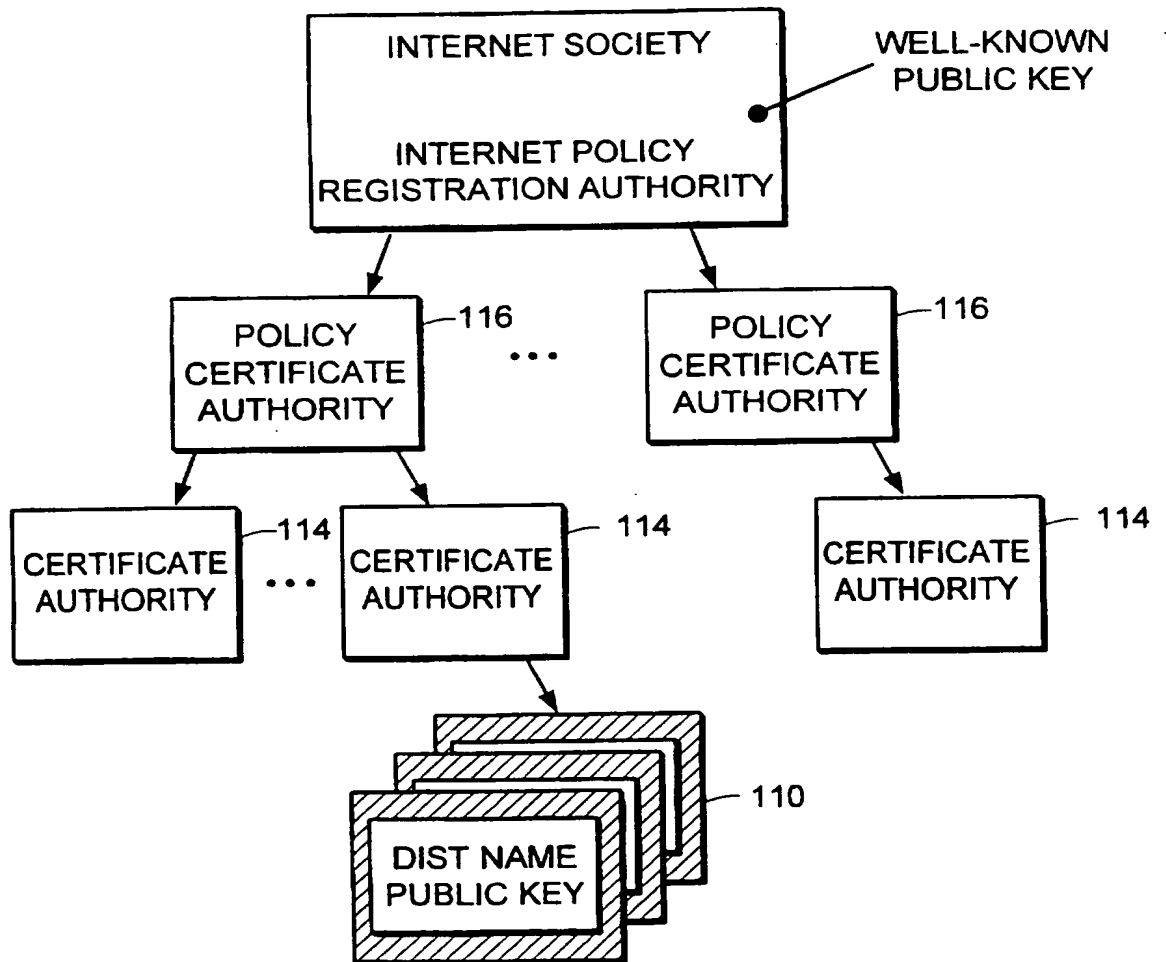 INTERNET SOCIETY
WELL-KNOWN
PUBLIC KEY
INTERNET POLICY
REGISTRATION AUTHORITY
POLICY
CERTIFICATE
AUTHORITY
116
...
POLICY
CERTIFICATE
AUTHORITY
116
CERTIFICATE
AUTHORITY
114
...
CERTIFICATE
AUTHORITY
114
CERTIFICATE
AUTHORITY
114
110
DIST NAME
PUBLIC KEY